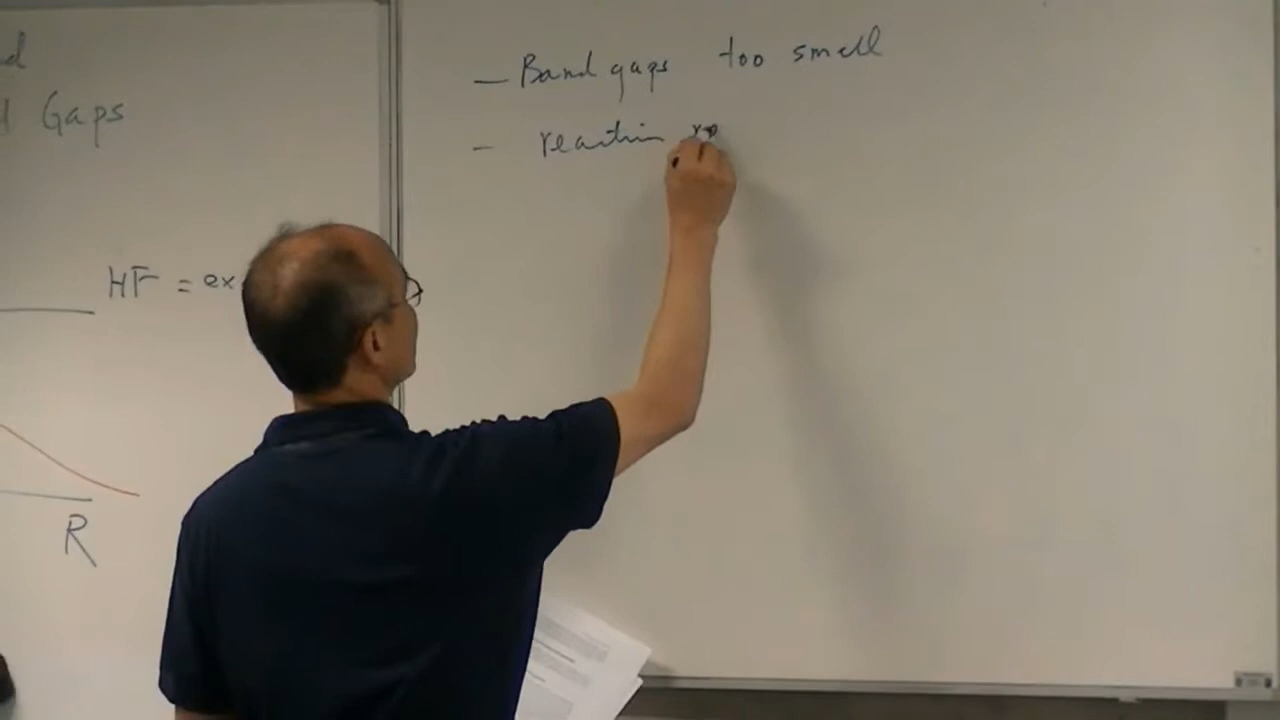 d
d Gaps
HF = ex
R
— Band gaps too small
- reaction